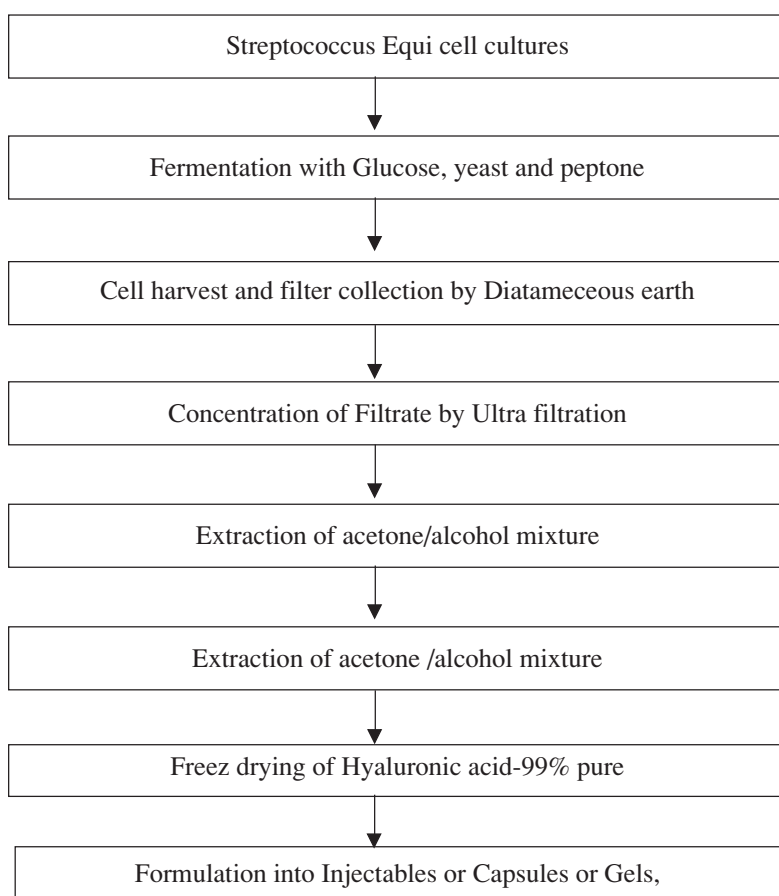 Streptococcus Equi cell cultures
Fermentation with Glucose, yeast and peptone
Cell harvest and filter collection by Diatameceous earth
Concentration of Filtrate by Ultra filtration
Extraction of acetone/alcohol mixture
Extraction of acetone /alcohol mixture
Freez drying of Hyaluronic acid-99% pure
Formulation into Injectables or Capsules or Gels,